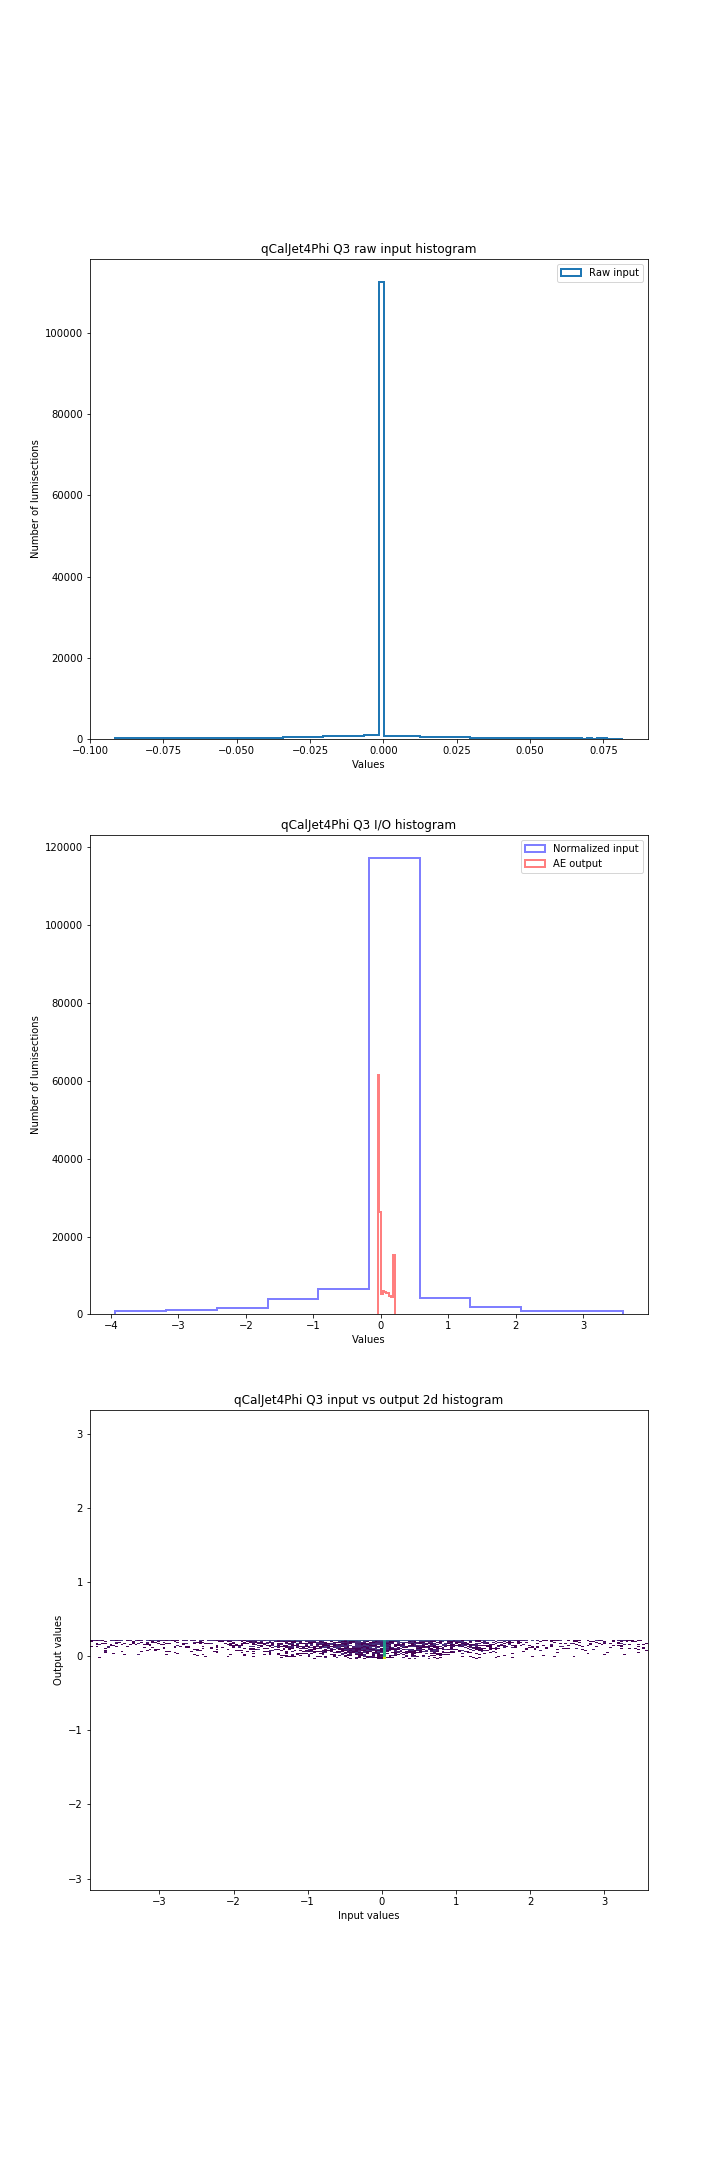 qCalJet4Phi Q3 raw input histogram
Raw input
100000
80000
60000
40000
20000
0
Number of lumisections
−0.100 −0.075 −0.050 −0.025 0.000 0.025 0.050 0.075
Values
qCalJet4Phi Q3 I/O histogram
Normalized input
AE output
120000
100000
80000
60000
40000
20000
0
Number of lumisections
−4 −3 −2 −1 0 1 2 3
Values
qCalJet4Phi Q3 input vs output 2d histogram
3
2
1
0
−1
−2
−3
Output values
−3 −2 −1 0 1 2 3
Input values